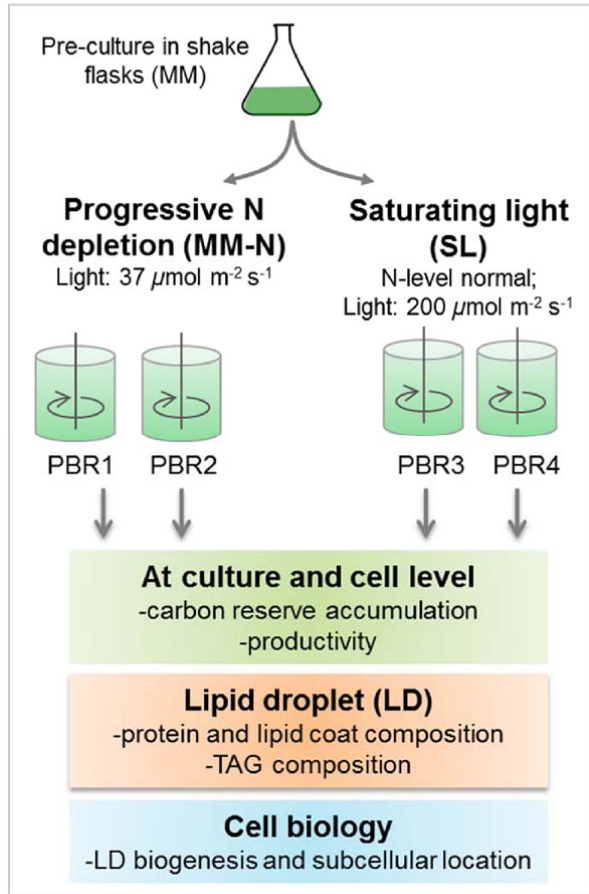 Pre-culture in shake
flasks (MM)
Progressive N
depletion (MM-N)
Light: 37 µmol m⁻² s⁻¹
Saturating light
(SL)
N-level normal;
Light: 200 µmol m⁻² s⁻¹
PBR1
PBR2
PBR3
PBR4
At culture and cell level
-carbon reserve accumulation
-productivity
Lipid droplet (LD)
-protein and lipid coat composition
-TAG composition
Cell biology
-LD biogenesis and subcellular location